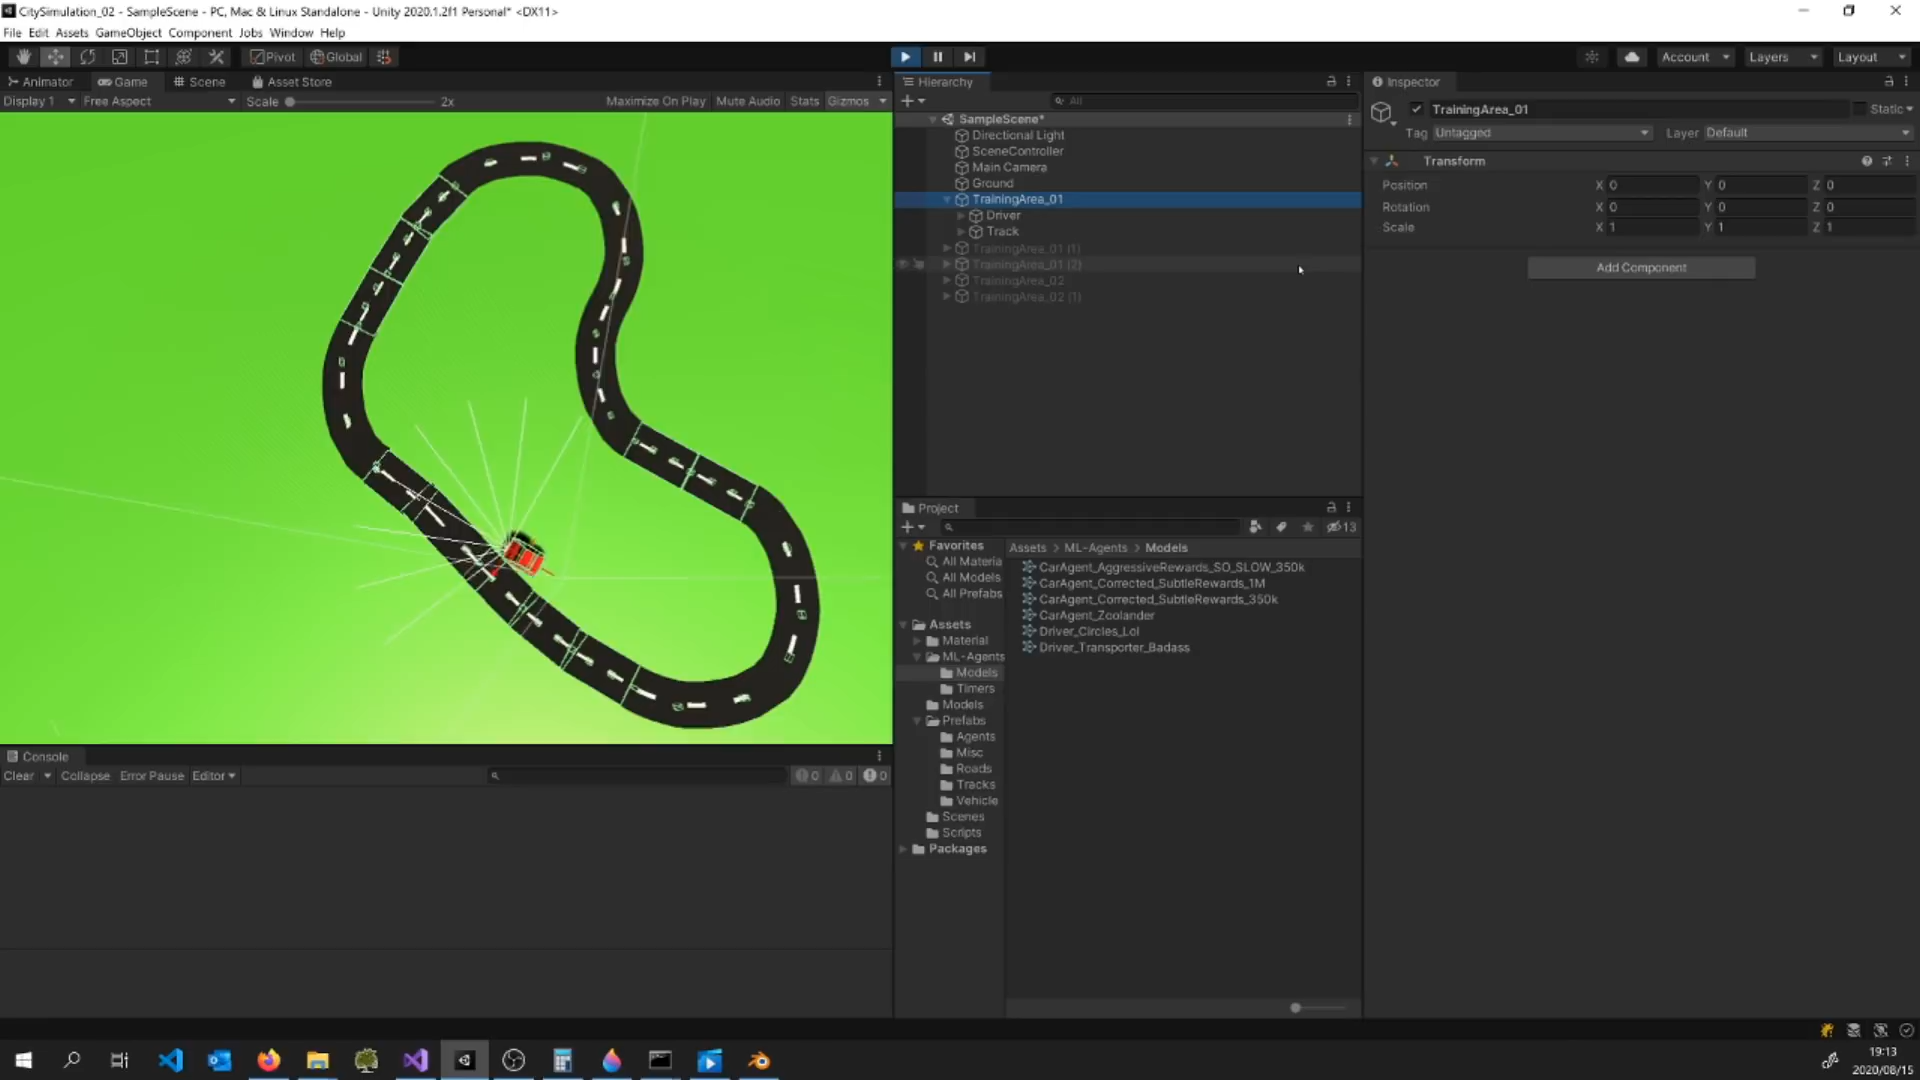 CitySimulation_02 - SampleScene - PC, Mac & Linux Standalone - Unity 2020.1.2f1 Personal* <DX11>
File Edit Assets GameObject Component Jobs Window Help
Pivot Global Account Layers Layout
Animator Game Scene Asset Store
Display 1 Free Aspect Scale 2x Maximize On Play Mute Audio Stats Gizmos
Hierarchy
All
SampleScene*
Directional Light
SceneController
Main Camera
Ground
TrainingArea_01
Driver
Track
TrainingArea_01 (1)
TrainingArea_01 (2)
TrainingArea_02
TrainingArea_02 (1)
Inspector
TrainingArea_01 Static
Tag Untagged Layer Default
Transform
Position X 0 Y 0 Z 0
Rotation X 0 Y 0 Z 0
Scale X 1 Y 1 Z 1
Add Component
Project
13
Favorites
All Materia
All Models
All Prefabs
Assets
Material
ML-Agents
Models
Timers
Models
Prefabs
Agents
Misc
Roads
Tracks
Vehicle
Scenes
Scripts
Packages
Assets > ML-Agents > Models
CarAgent_AggressiveRewards_SO_SLOW_350k
CarAgent_Corrected_SubtleRewards_1M
CarAgent_Corrected_SubtleRewards_350k
CarAgent_Zoolander
Driver_Circles_Lol
Driver_Transporter_Badass
Console
Clear Collapse Error Pause Editor 0 0 0
19:13
2020/08/15